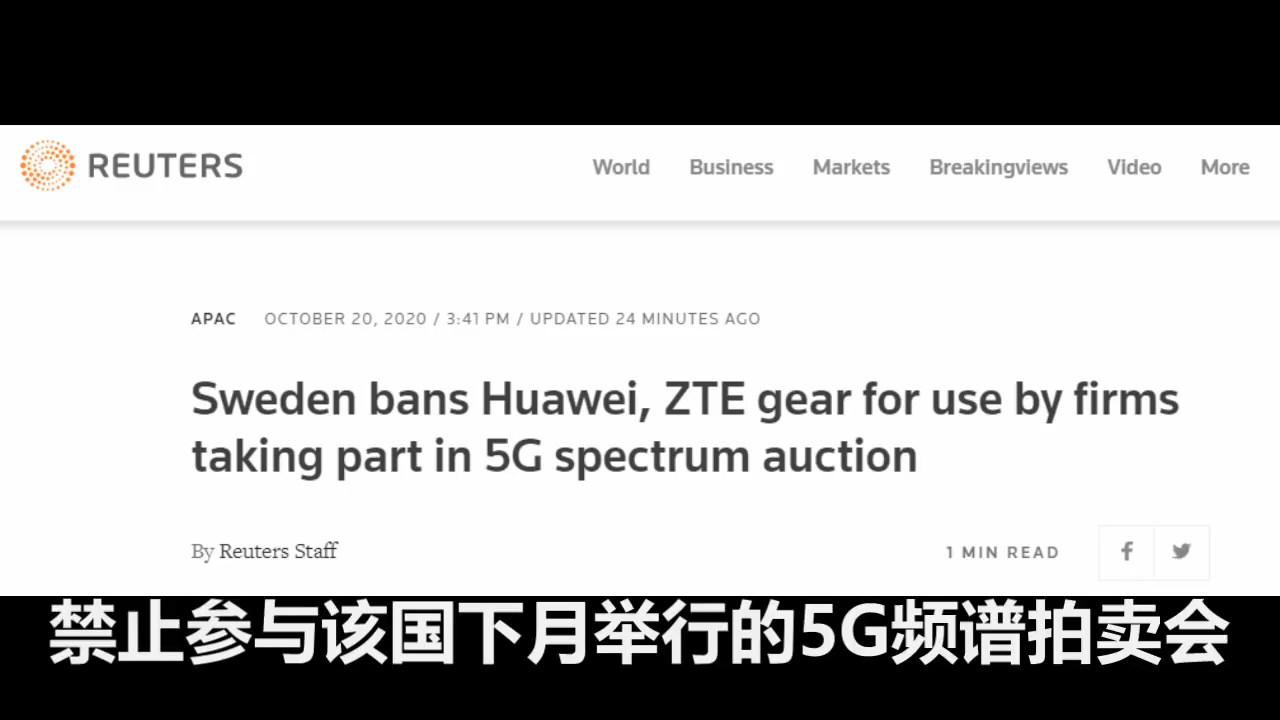 REUTERS
World Business Markets Breakingviews Video More
APAC OCTOBER 20, 2020 / 3:41 PM / UPDATED 24 MINUTES AGO
Sweden bans Huawei, ZTE gear for use by firms
taking part in 5G spectrum auction
By Reuters Staff
1 MIN READ
禁止参与该国下月举行的5G频谱拍卖会